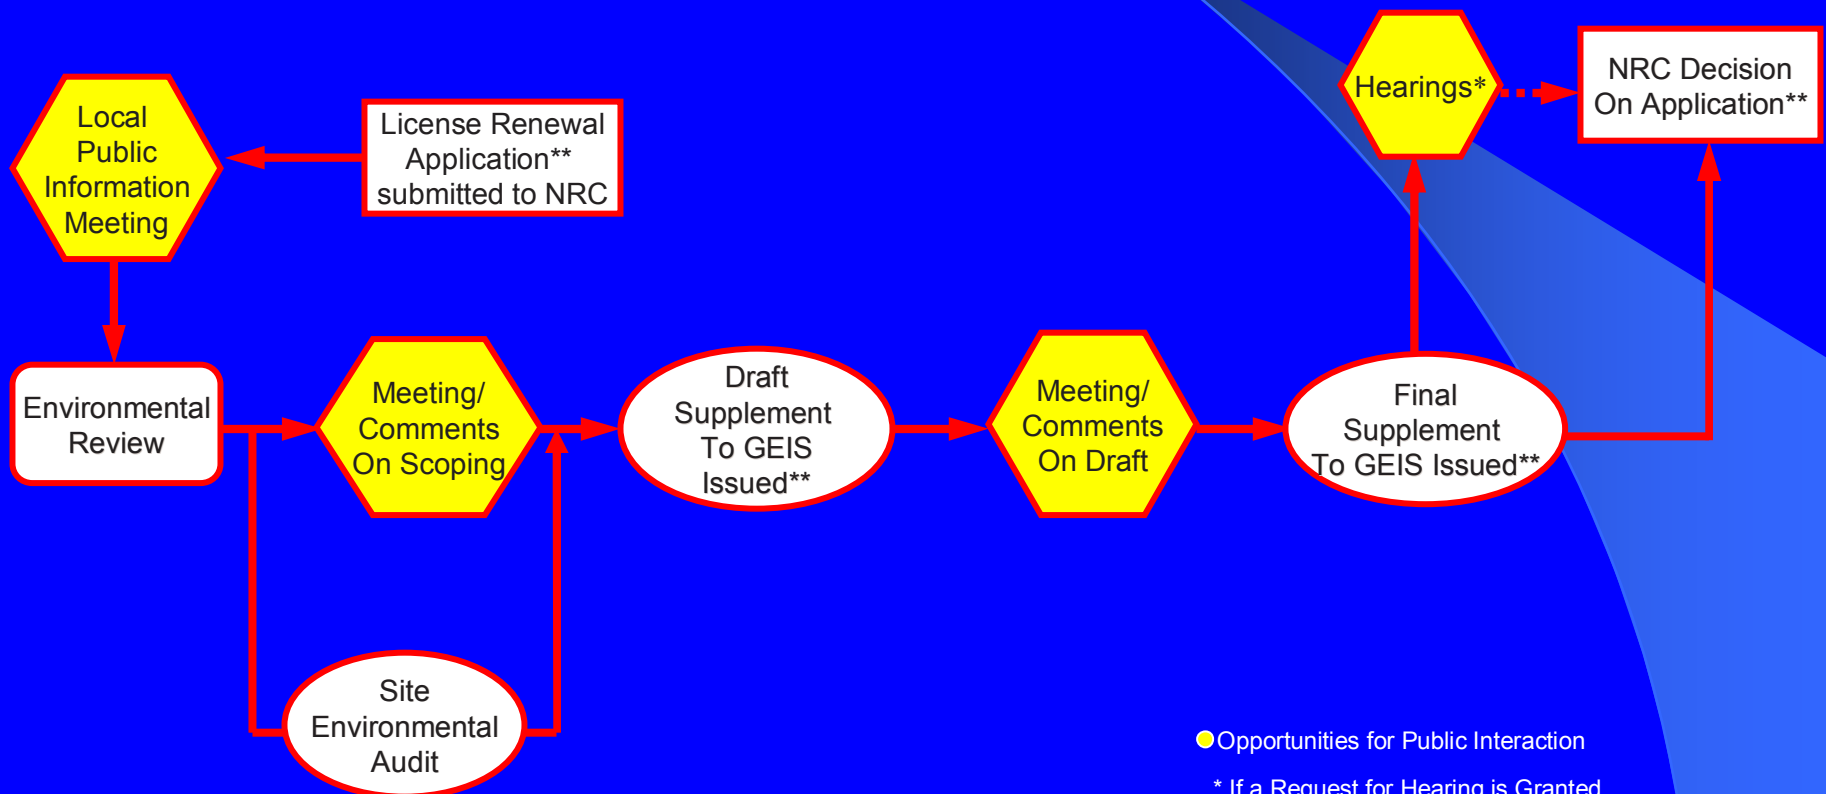 Local
Public
Information
Meeting
License Renewal
Application**
submitted to NRC
Hearings*
NRC Decision
On Application**
Environmental
Review
Meeting/
Comments
On Scoping
Draft
Supplement
To GEIS
Issued**
Meeting/
Comments
On Draft
Final
Supplement
To GEIS Issued**
Site
Environmental
Audit
Opportunities for Public Interaction
* If a Request for Hearing is Granted